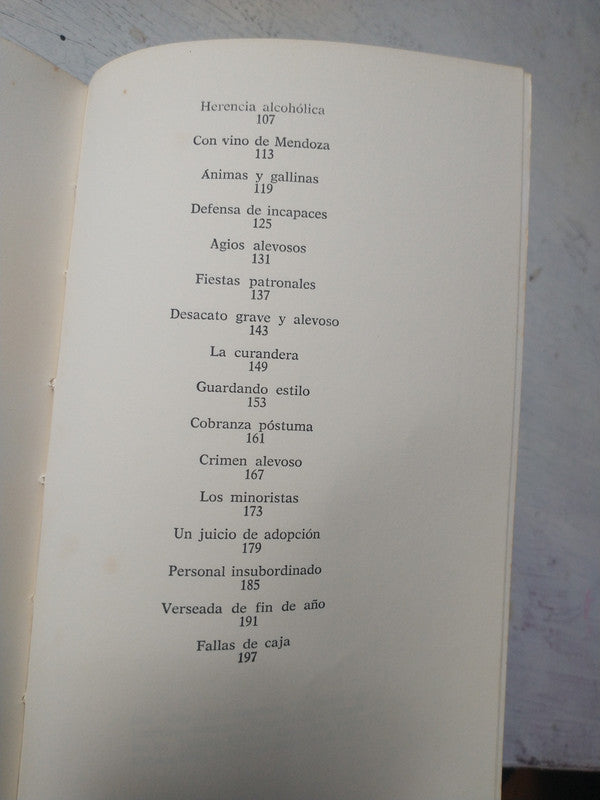 Herencia alcohólica
107
Con vino de Mendoza
113
Animas y gallinas
119
Defensa de incapaces
125
Agios alevosos
131
Fiestas patronales
137
Desacato grave y alevoso
143
La curandera
149
Guardando estilo
153
Cobranza póstuma
161
Crimen alevoso
167
Los minoristas
173
Un juicio de adopción
179
Personal insubordinado
185
Verseada de fin de año
191
Fallas de caja
197